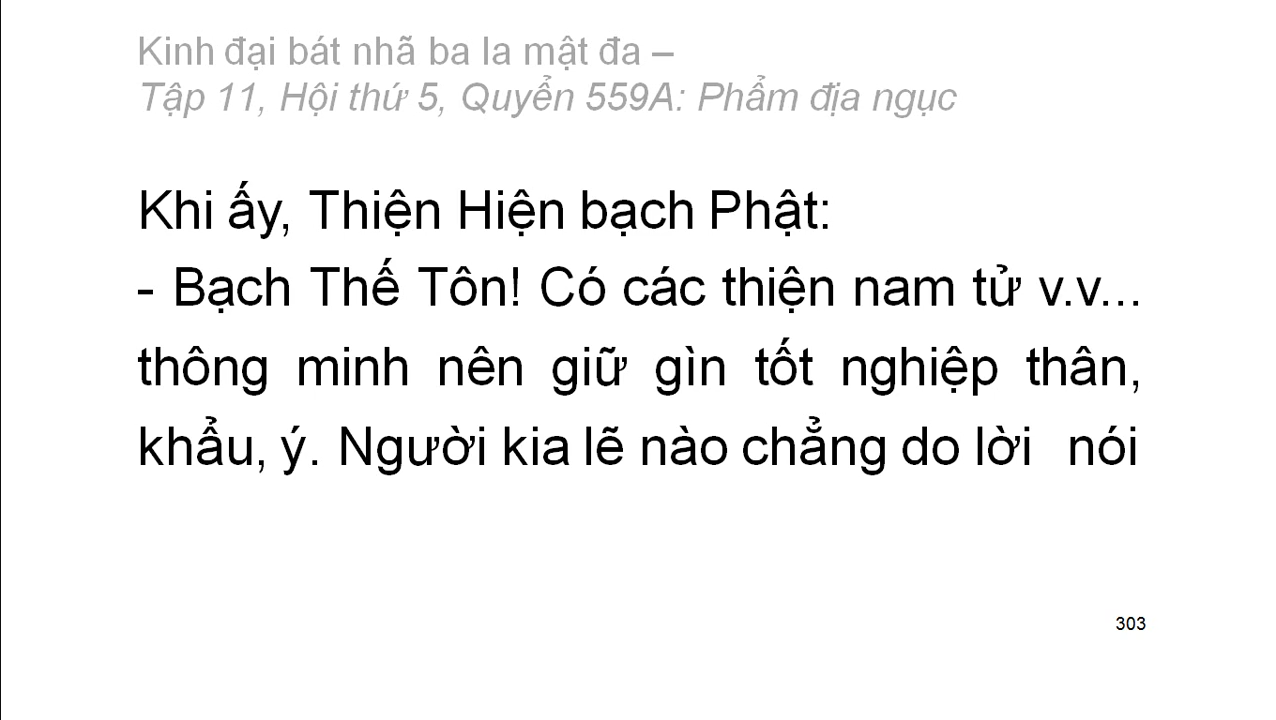 Kinh đại bát nhã ba la mật đa –
Tập 11, Hội thứ 5, Quyển 559A: Phẩm địa ngục
Khi ấy, Thiện Hiện bạch Phật:
- Bạch Thế Tôn! Có các thiện nam tử v.v...
thông minh nên giữ gìn tốt nghiệp thân,
khẩu, ý. Người kia lẽ nào chẳng do lời nói
303